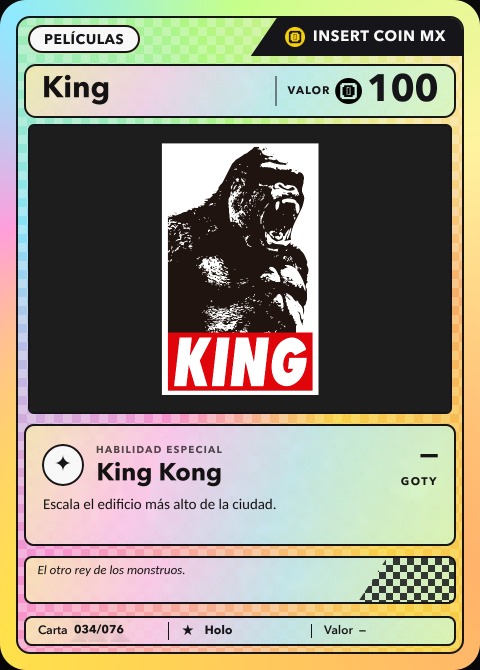 PELÍCULAS
INSERT COIN MX
King
VALOR 100
KING
HABILIDAD ESPECIAL
King Kong
—
GOTY
Escala el edificio más alto de la ciudad.
El otro rey de los monstruos.
Carta 034/076 ★ Holo Valor —